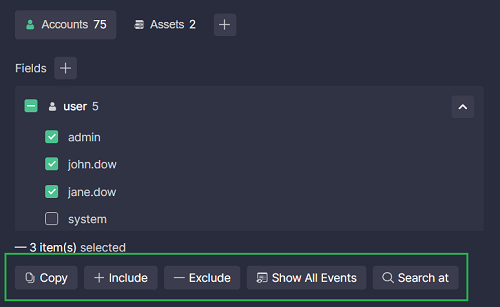 Accounts 75 Assets 2
Fields
user 5
admin
john.dow
jane.dow
system
— 3 item(s) selected
Copy Include Exclude Show All Events Search at